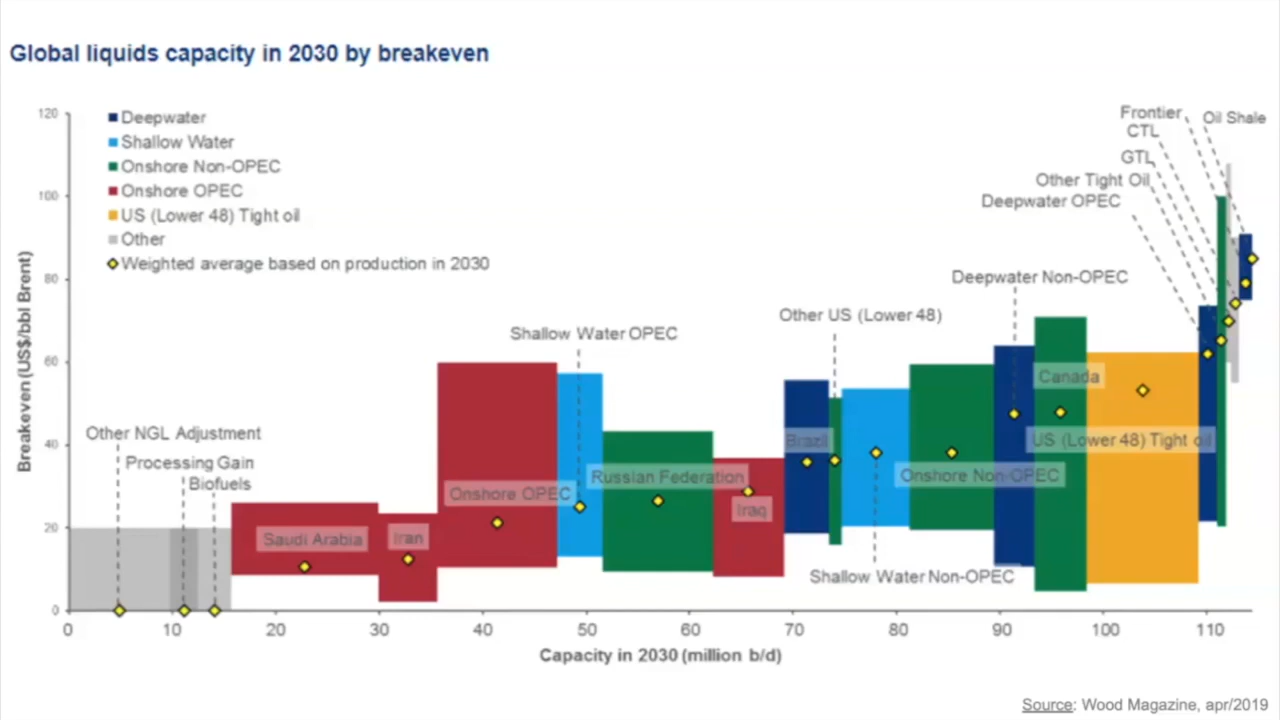 Global liquids capacity in 2030 by breakeven
Breakeven (US$/bbl Brent)
120
100
80
60
40
20
0
Deepwater
Shallow Water
Onshore Non-OPEC
Onshore OPEC
US (Lower 48) Tight oil
Other
Weighted average based on production in 2030
Frontier
Oil Shale
CTL
GTL
Other Tight Oil
Deepwater OPEC
Deepwater Non-OPEC
Other US (Lower 48)
Shallow Water OPEC
Canada
Other NGL Adjustment
Brazil
US (Lower 48) Tight oil
Processing Gain
Biofuels
Russian Federation
Onshore Non-OPEC
Onshore OPEC
Iraq
Saudi Arabia
Iran
Shallow Water Non-OPEC
0 10 20 30 40 50 60 70 80 90 100 110
Capacity in 2030 (million b/d)
Source: Wood Magazine, apr/2019